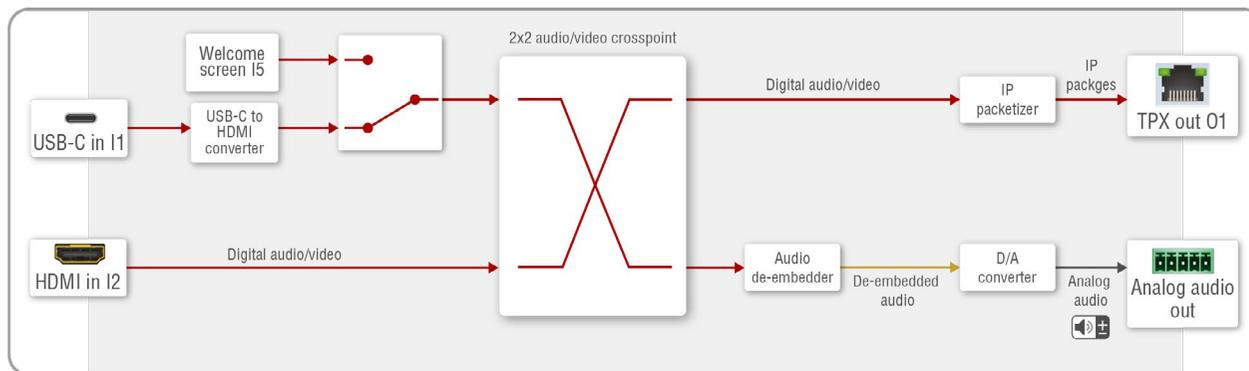 2x2 audio/video crosspoint
Welcome
screen I5
USB-C in I1
USB-C to
HDMI
converter
Digital audio/video
IP
packetizer
IP
packges
TPX out O1
HDMI in I2
Digital audio/video
Audio
de-embedder
De-embedded
audio
D/A
converter
Analog
audio
Analog audio
out